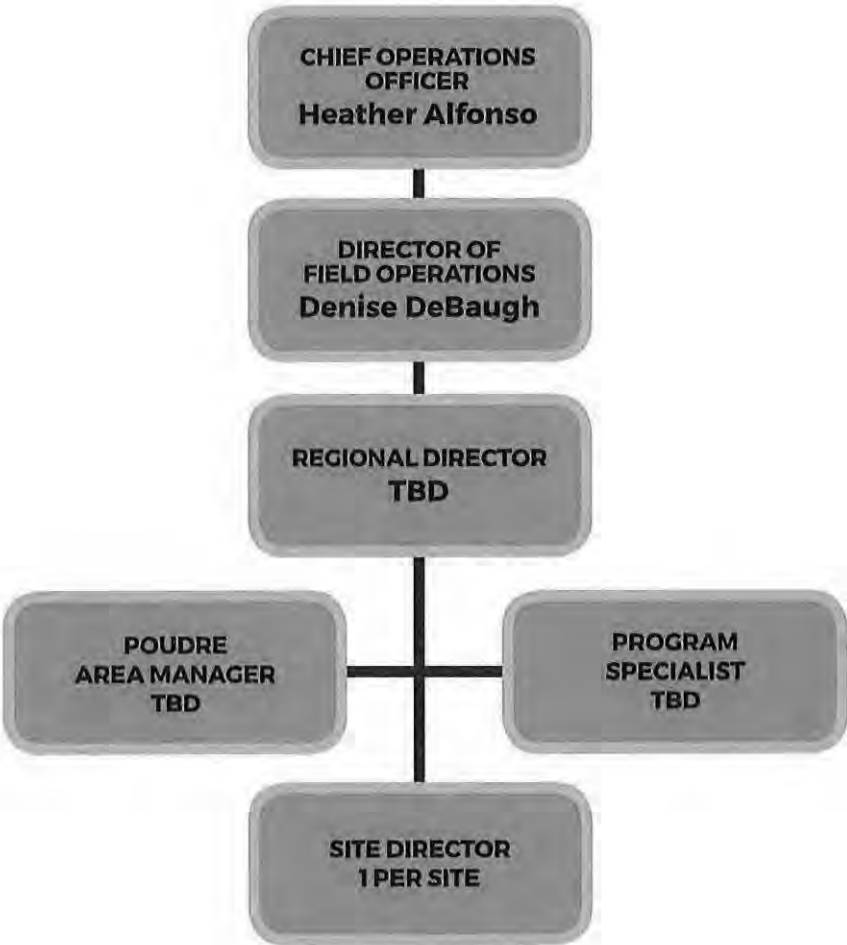 CHIEF OPERATIONS
OFFICER
Heather Alfonso
DIRECTOR OF
FIELD OPERATIONS
Denise DeBaugh
REGIONAL DIRECTOR
TBD
POUDRE
AREA MANAGER
TBD
PROGRAM
SPECIALIST
TBD
SITE DIRECTOR
1 PER SITE